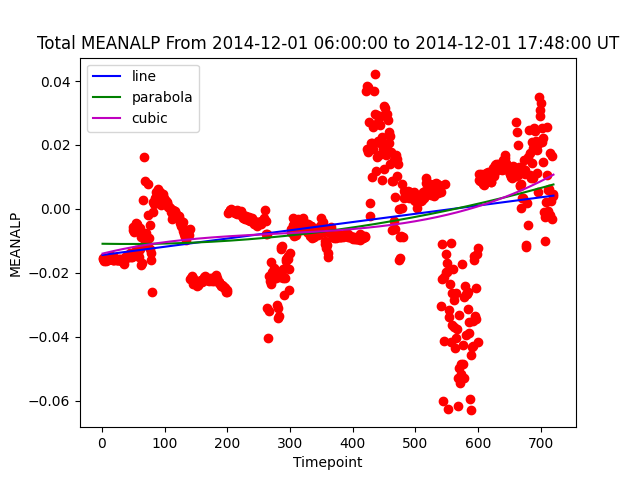 Total MEANALP From 2014-12-01 06:00:00 to 2014-12-01 17:48:00 UT
line
parabola
cubic
0.04
0.02
0.00
−0.02
−0.04
−0.06
MEANALP
0 100 200 300 400 500 600 700
Timepoint